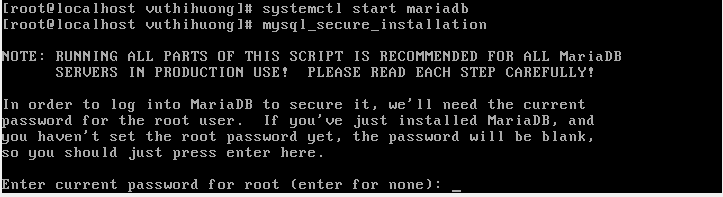 [root@localhost vuthihuong]# systemctl start mariadb
[root@localhost vuthihuong]# mysql_secure_installation
NOTE: RUNNING ALL PARTS OF THIS SCRIPT IS RECOMMENDED FOR ALL MariaDB
SERVERS IN PRODUCTION USE! PLEASE READ EACH STEP CAREFULLY!
In order to log into MariaDB to secure it, we'll need the current
password for the root user. If you've just installed MariaDB, and
you haven't set the root password yet, the password will be blank,
so you should just press enter here.
Enter current password for root (enter for none): _